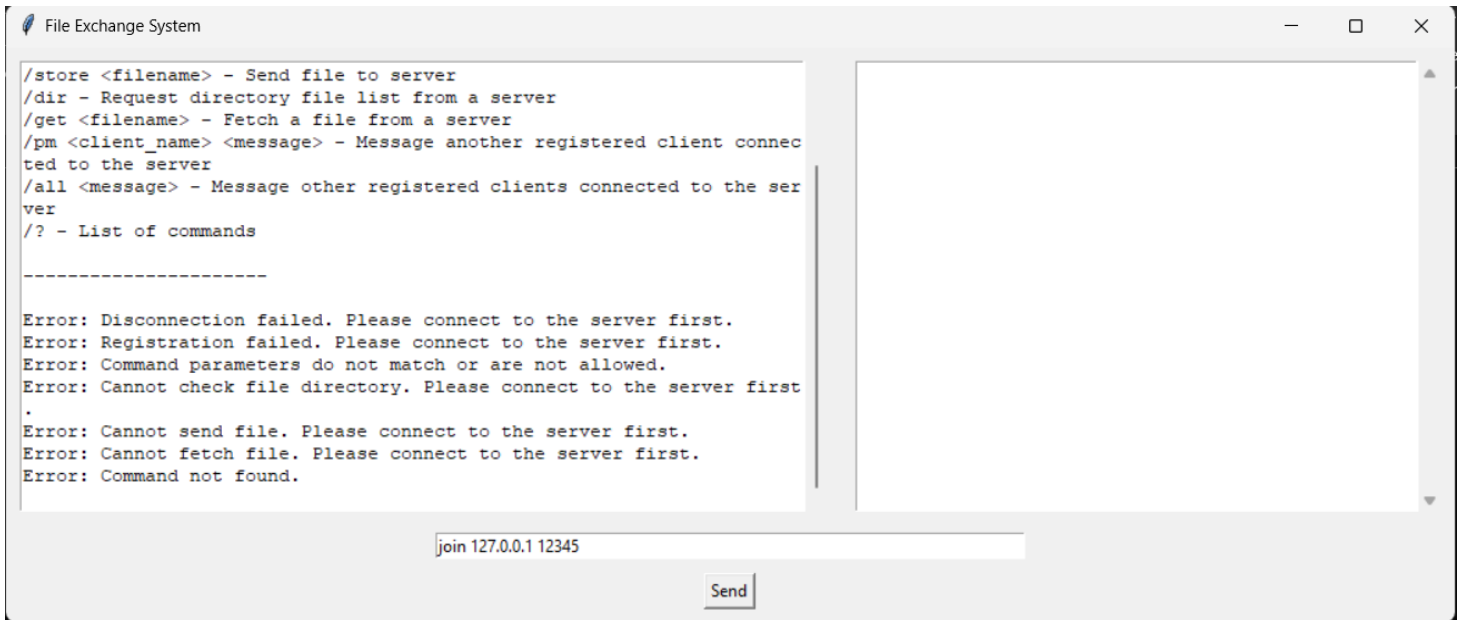 File Exchange System
/store <filename> - Send file to server
/dir - Request directory file list from a server
/get <filename> - Fetch a file from a server
/pm <client_name> <message> - Message another registered client connec
ted to the server
/all <message> - Message other registered clients connected to the ser
ver
/? - List of commands
----------------------
Error: Disconnection failed. Please connect to the server first.
Error: Registration failed. Please connect to the server first.
Error: Command parameters do not match or are not allowed.
Error: Cannot check file directory. Please connect to the server first
.
Error: Cannot send file. Please connect to the server first.
Error: Cannot fetch file. Please connect to the server first.
Error: Command not found.
join 127.0.0.1 12345
Send